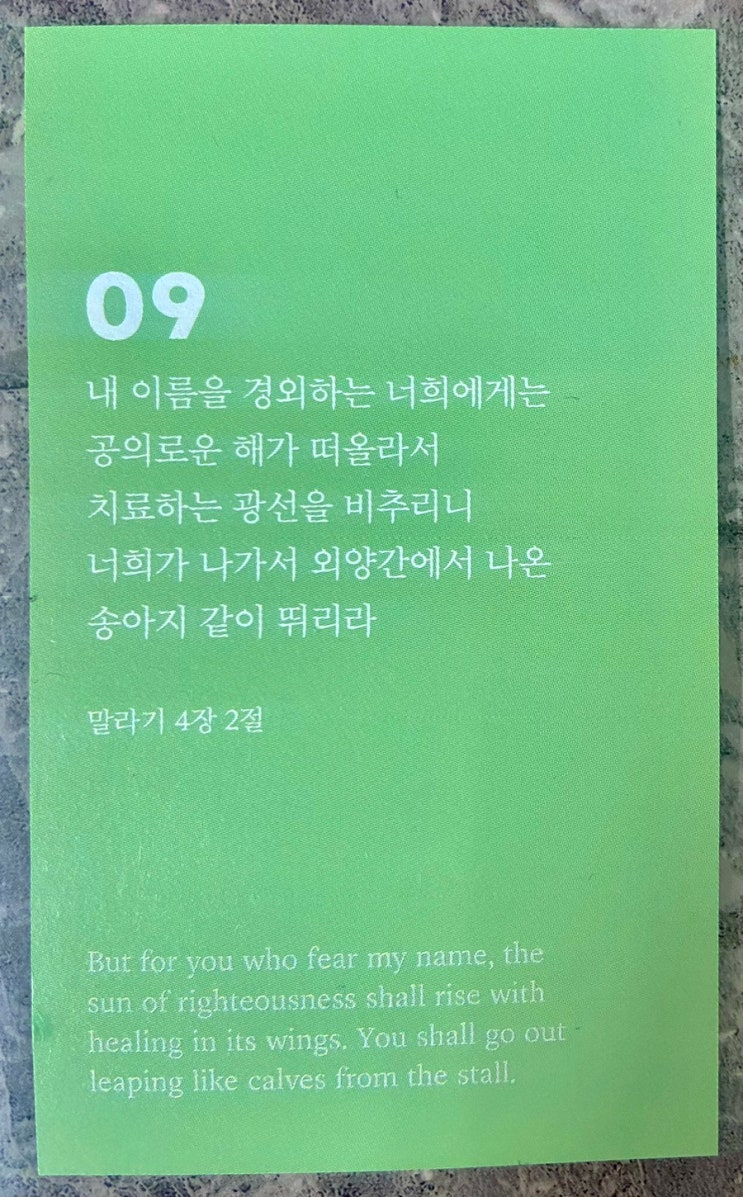 09
내 이름을 경외하는 너희에게는
공의로운 해가 떠올라서
치료하는 광선을 비추리니
너희가 나가서 외양간에서 나온
송아지 같이 뛰리라
말라기 4장 2절
But for you who fear my name, the
sun of righteousness shall rise with
healing in its wings. You shall go out
leaping like calves from the stall.